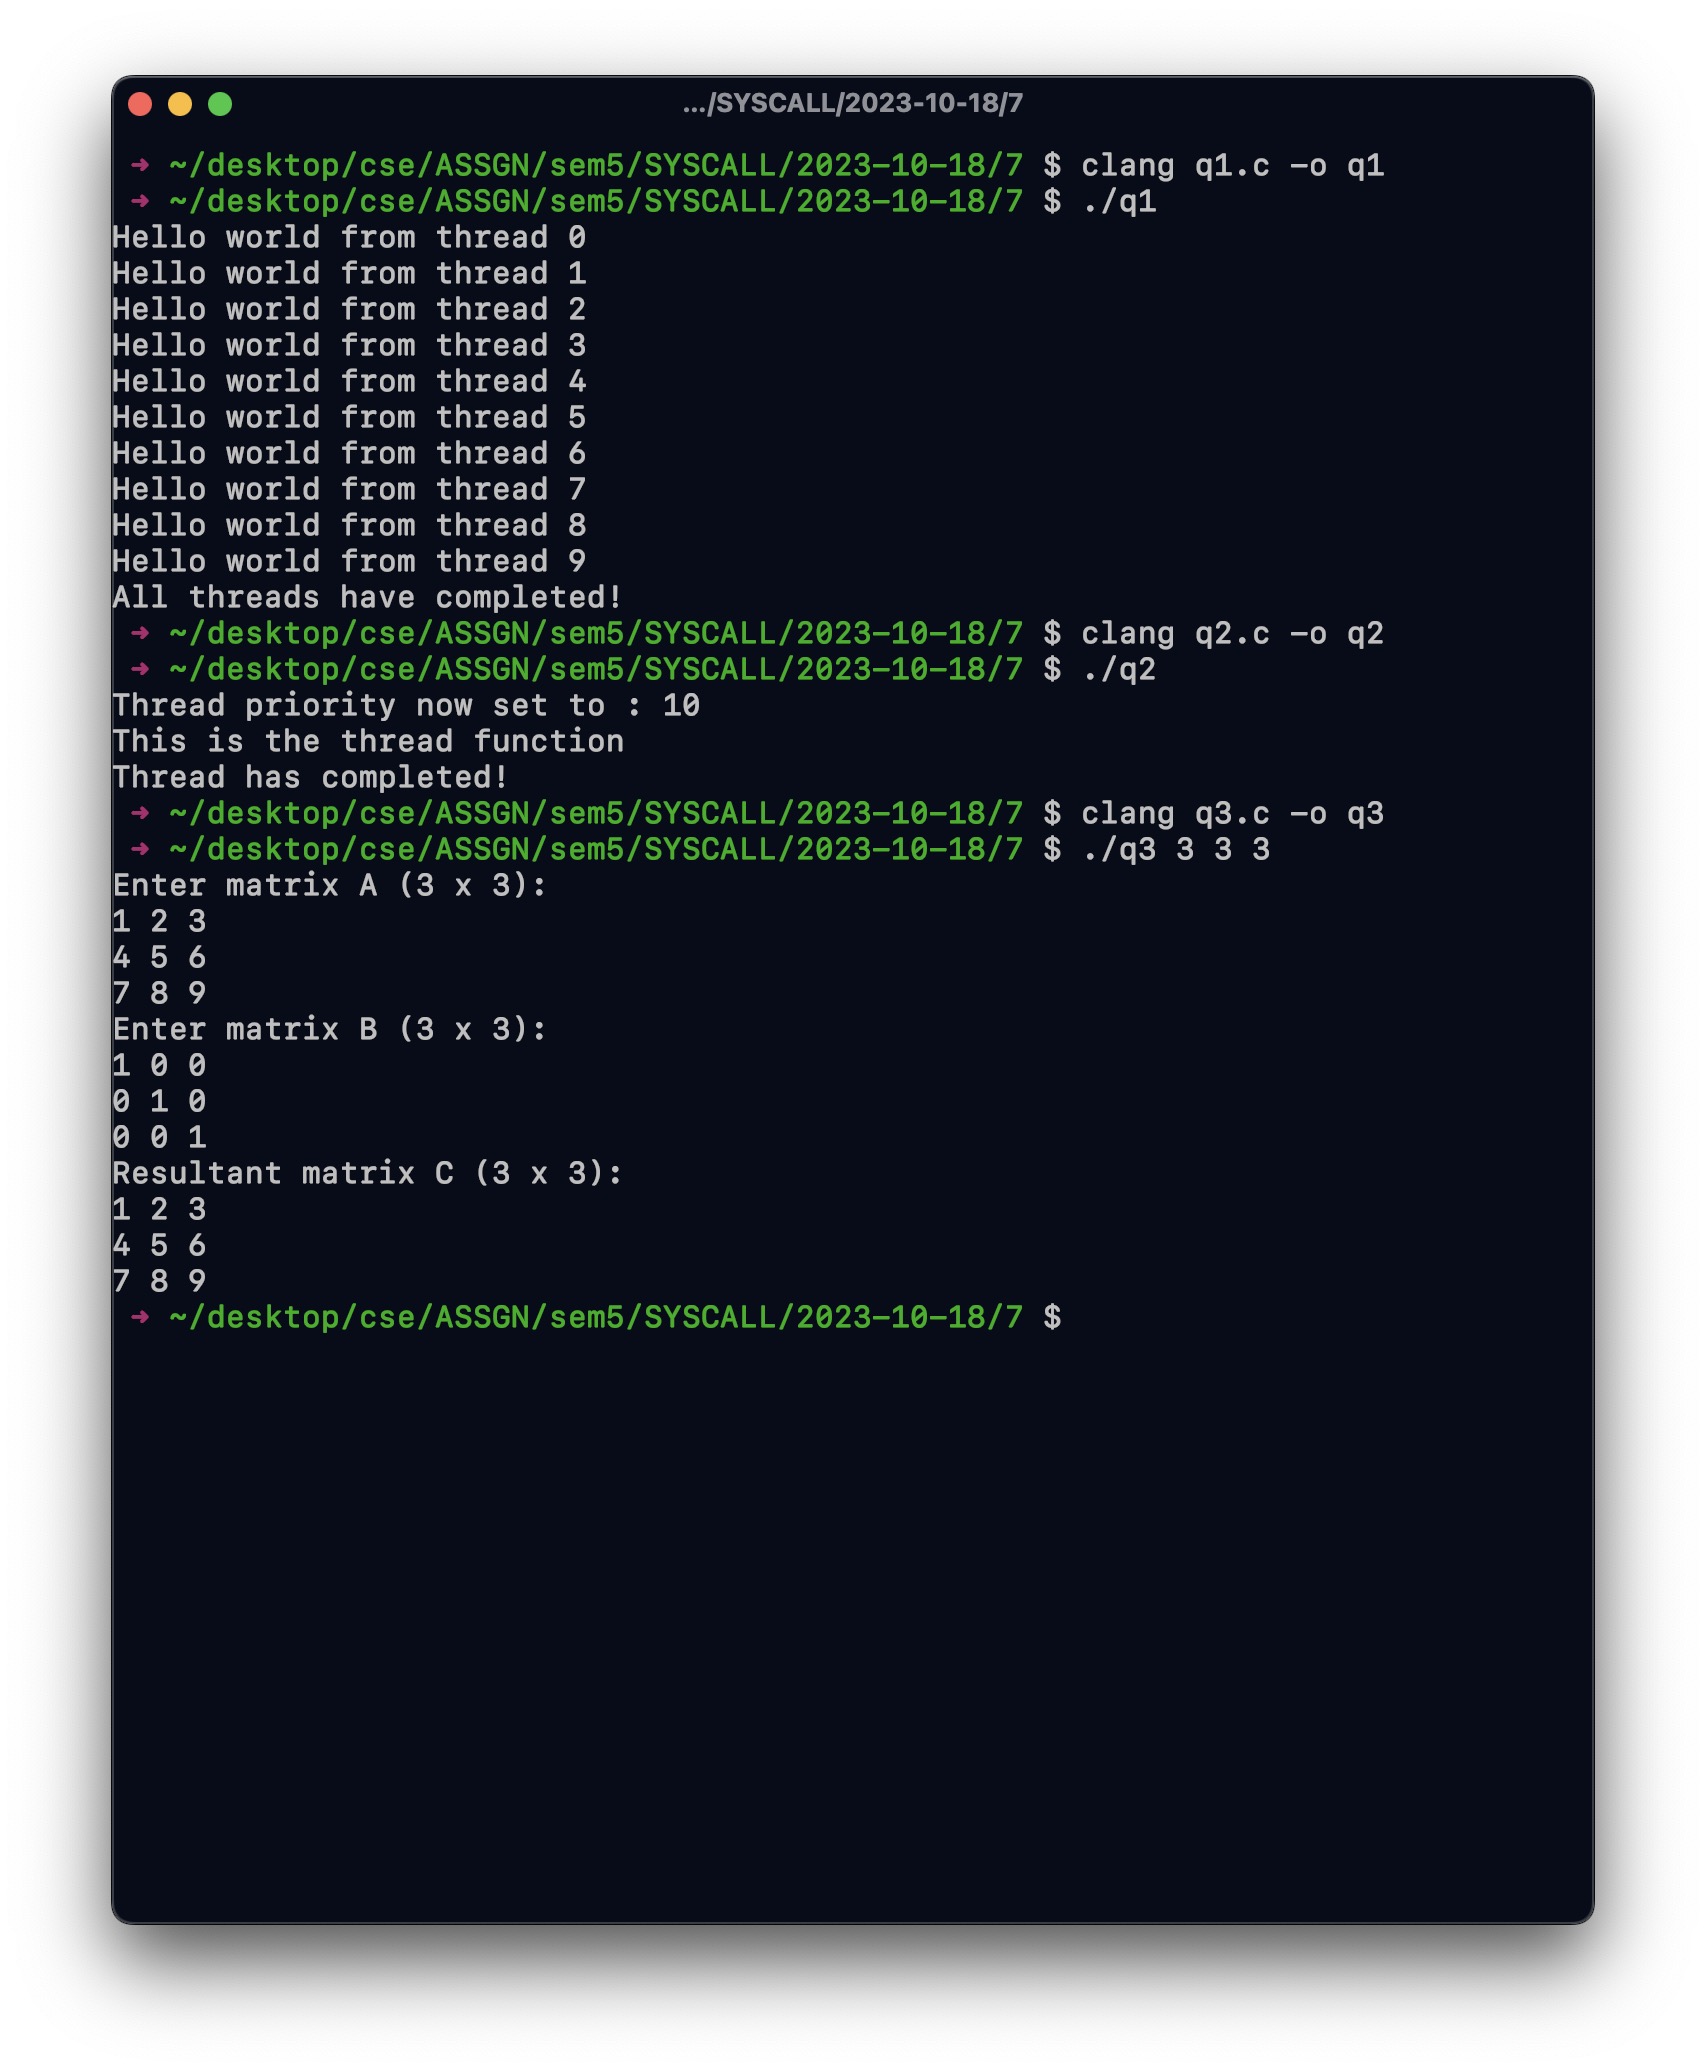 .../SYSCALL/2023-10-18/7
➜ ~/desktop/cse/ASSGN/sem5/SYSCALL/2023-10-18/7 $ clang q1.c -o q1
➜ ~/desktop/cse/ASSGN/sem5/SYSCALL/2023-10-18/7 $ ./q1
Hello world from thread 0
Hello world from thread 1
Hello world from thread 2
Hello world from thread 3
Hello world from thread 4
Hello world from thread 5
Hello world from thread 6
Hello world from thread 7
Hello world from thread 8
Hello world from thread 9
All threads have completed!
➜ ~/desktop/cse/ASSGN/sem5/SYSCALL/2023-10-18/7 $ clang q2.c -o q2
➜ ~/desktop/cse/ASSGN/sem5/SYSCALL/2023-10-18/7 $ ./q2
Thread priority now set to : 10
This is the thread function
Thread has completed!
➜ ~/desktop/cse/ASSGN/sem5/SYSCALL/2023-10-18/7 $ clang q3.c -o q3
➜ ~/desktop/cse/ASSGN/sem5/SYSCALL/2023-10-18/7 $ ./q3 3 3 3
Enter matrix A (3 x 3):
1 2 3
4 5 6
7 8 9
Enter matrix B (3 x 3):
1 0 0
0 1 0
0 0 1
Resultant matrix C (3 x 3):
1 2 3
4 5 6
7 8 9
➜ ~/desktop/cse/ASSGN/sem5/SYSCALL/2023-10-18/7 $